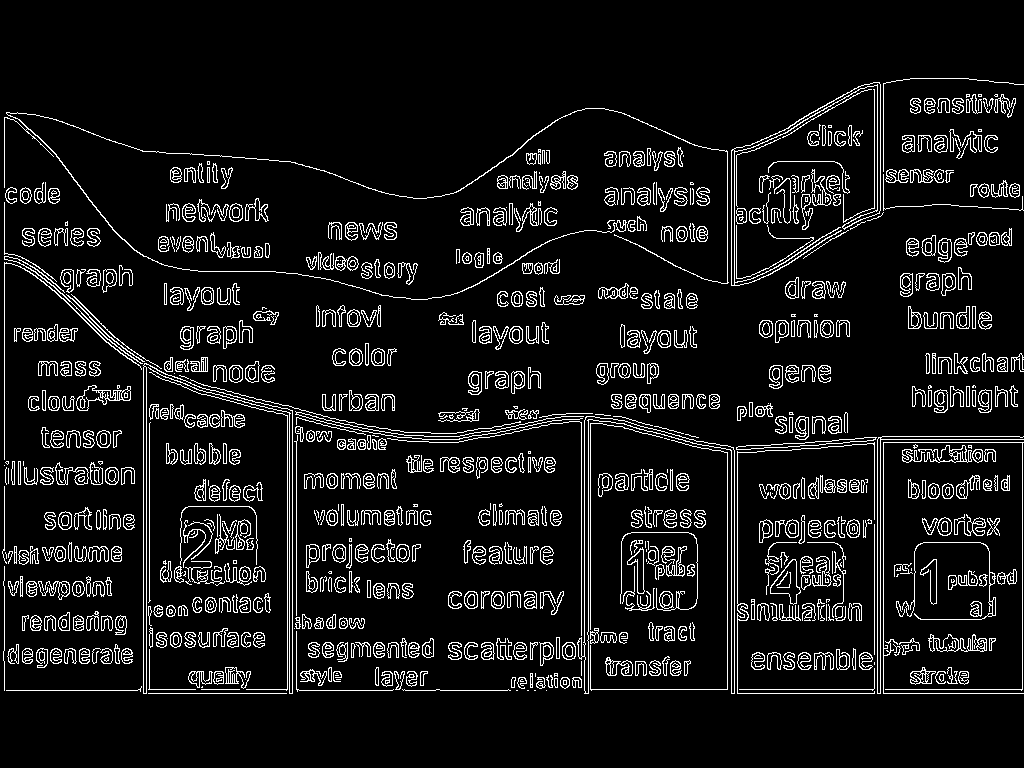 sensitivity
click
analytic
will
analyst
entity
analysis
market
sensor
code
analysis
1 pubs
route
network
analytic
activity
series
news
such
note
edge
road
event
visual
logic
video
story
word
graph
graph
layout
cost
user
node
state
draw
infovi
layout
opinion
bundle
render
graph
color
layout
mass
detail
node
graph
group
gene
linkchart
cloud
liquid
urban
sequence
highlight
field
cache
social
view
plot
signal
tensor
flow
cache
bubble
tile
respective
simulation
illustration
moment
particle
world
laser
blood
field
defect
sort
line
volumetric
climate
stress
projector
vortex
2 pubs
visit
volume
projector
feature
fiber
1 pubs
streak
4 pubs
1 pubs
detection
viewpoint
brick
lens
icon
contact
coronary
color
simulation
rendering
shadow
isosurface
time
tract
degenerate
segmented
scatterplot
glyph
tubular
transfer
ensemble
quality
style
layer
relation
stroke